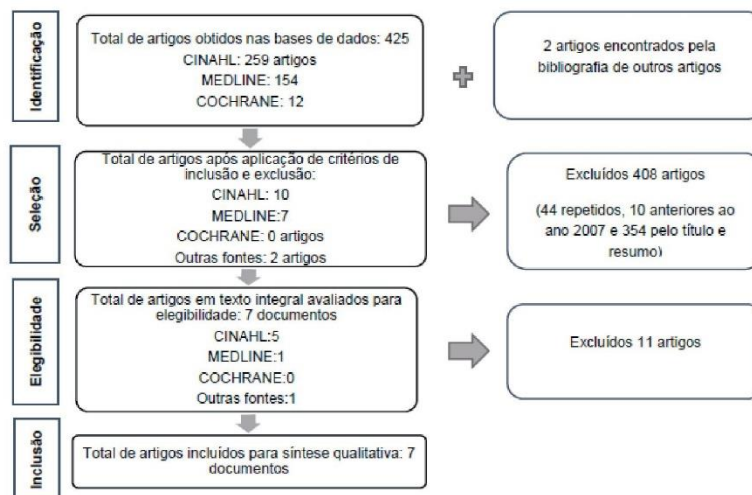 Identificação
Total de artigos obtidos nas bases de dados: 425
CINAHL: 259 artigos
MEDLINE: 154
COCHRANE: 12
2 artigos encontrados pela
bibliografia de outros artigos
Seleção
Total de artigos após aplicação de critérios de
inclusão e exclusão:
CINAHL: 10
MEDLINE:7
COCHRANE: 0 artigos
Outras fontes: 2 artigos
Excluídos 408 artigos
(44 repetidos, 10 anteriores ao
ano 2007 e 354 pelo título e
resumo)
Elegibilidade
Total de artigos em texto integral avaliados para
elegibilidade: 7 documentos
CINAHL:5
MEDLINE:1
COCHRANE:0
Outras fontes:1
Excluídos 11 artigos
Inclusão
Total de artigos incluídos para síntese qualitativa: 7
documentos